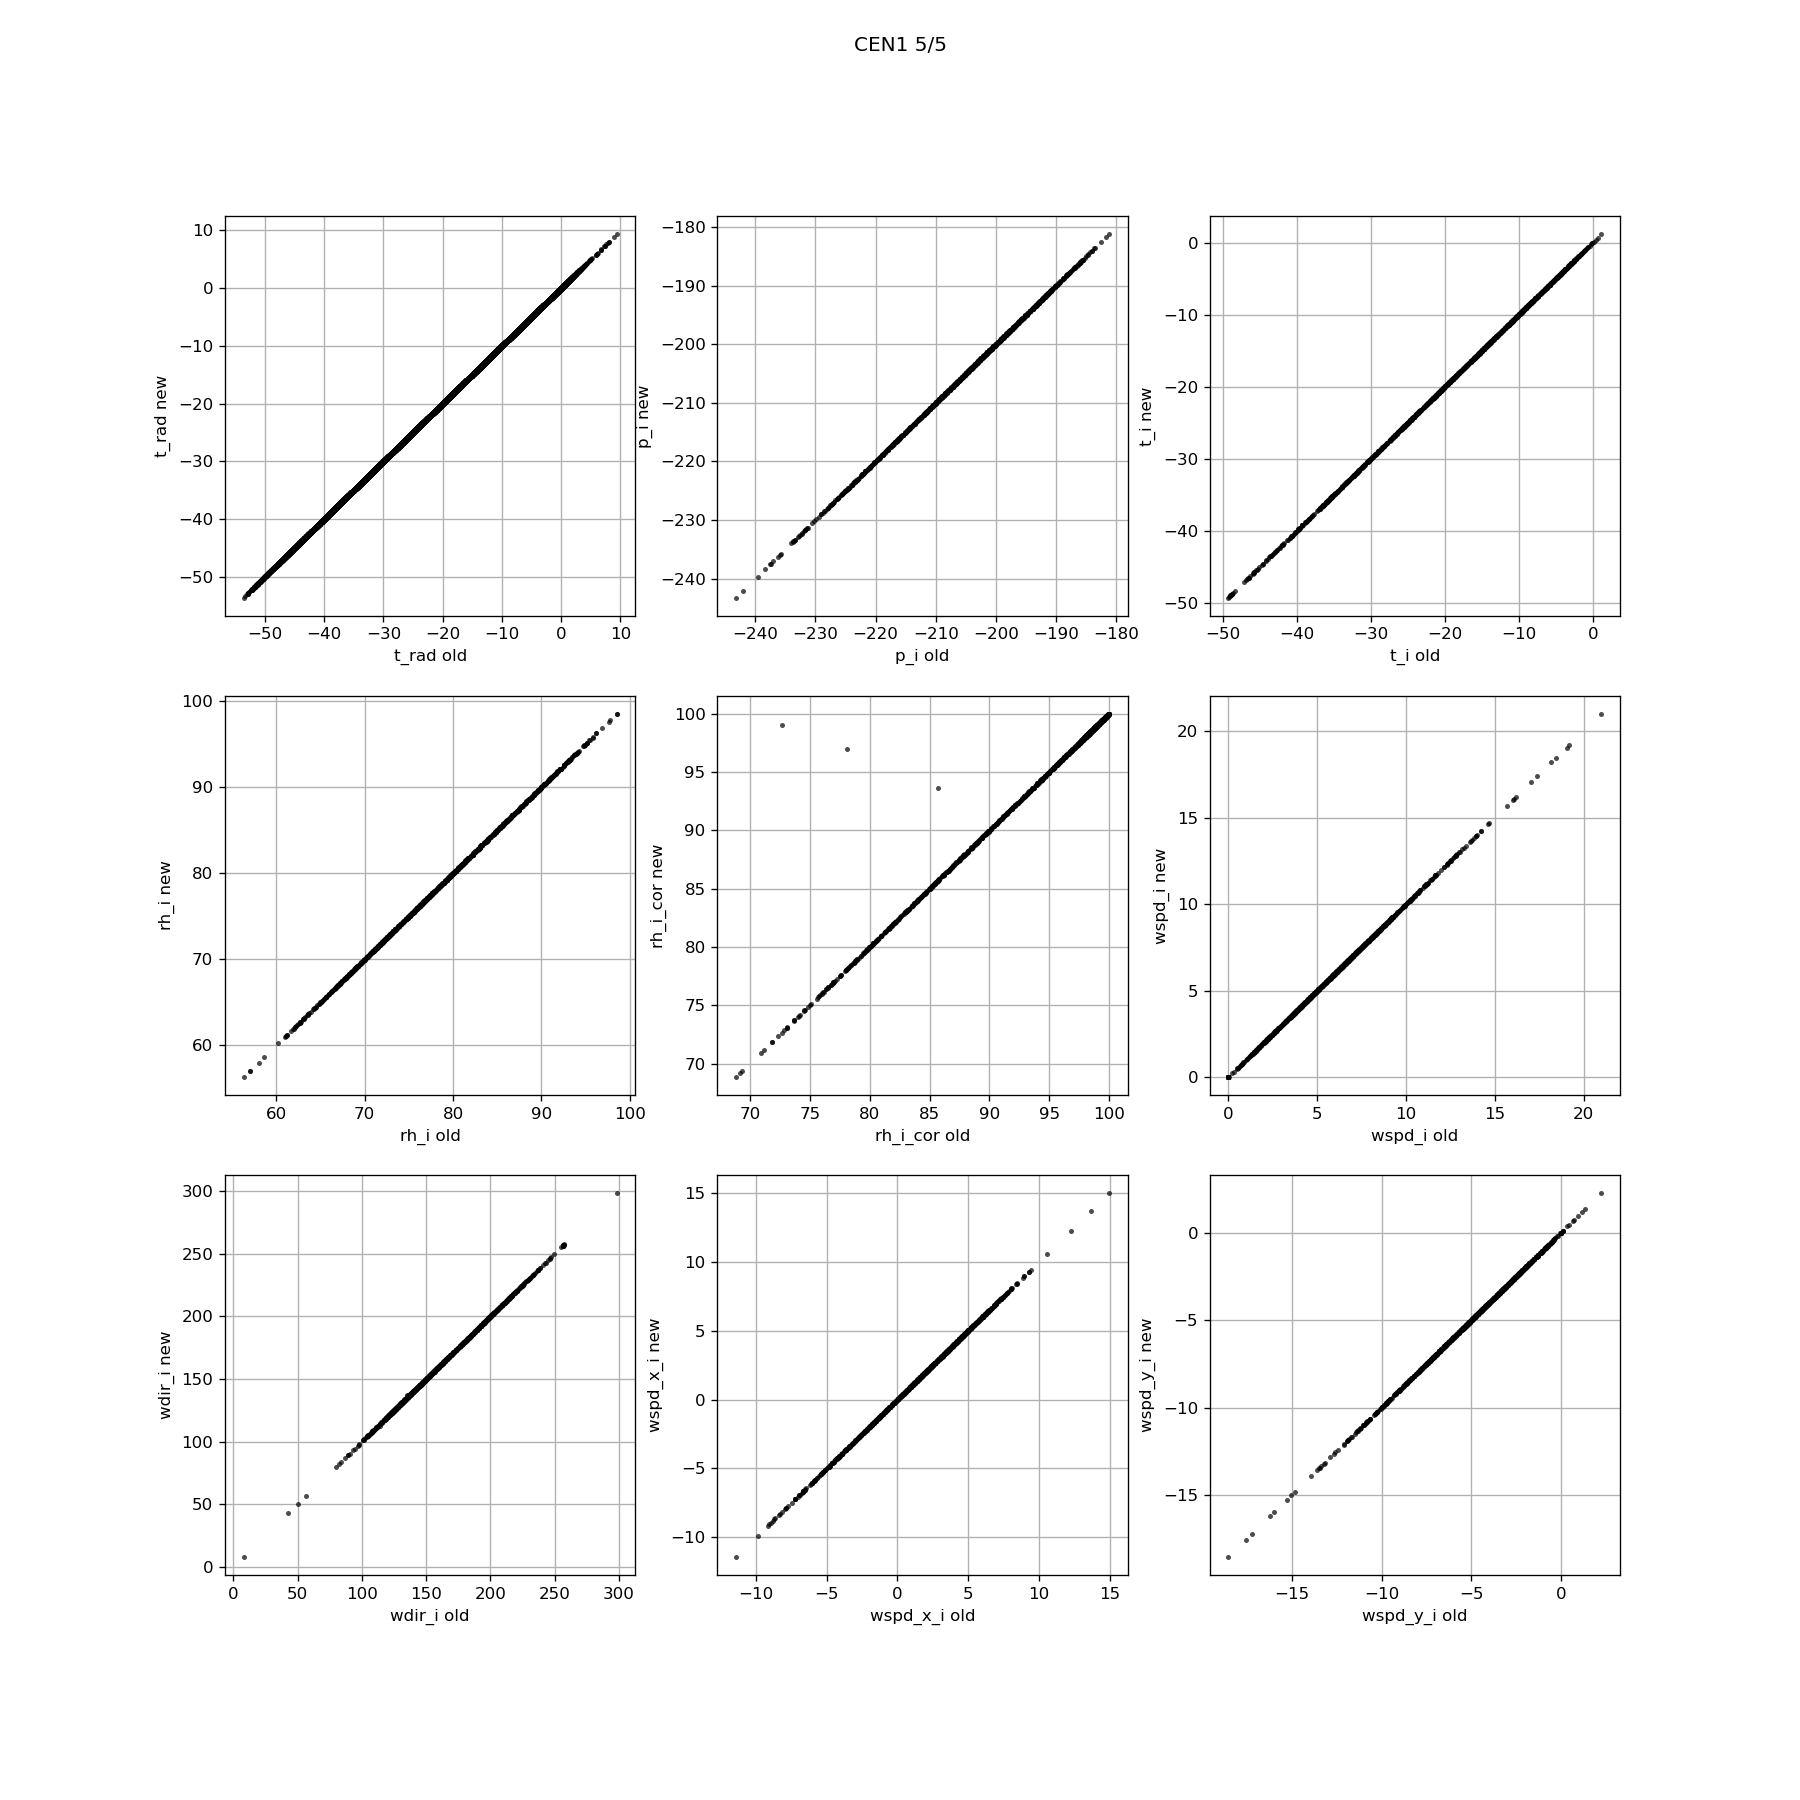 CEN1 5/5
10
0
−10
−20
−30
−40
−50
t_rad new
−50 −40 −30 −20 −10 0 10
t_rad old
−180
−190
−200
−210
−220
−230
−240
p_i new
−240 −230 −220 −210 −200 −190 −180
p_i old
0
−10
−20
−30
−40
−50
t_i new
−50 −40 −30 −20 −10 0
t_i old
100
90
80
70
60
rh_i new
60 70 80 90 100
rh_i old
100
95
90
85
80
75
70
rh_i_cor new
70 75 80 85 90 95 100
rh_i_cor old
20
15
10
5
0
wspd_i new
0 5 10 15 20
wspd_i old
300
250
200
150
100
50
0
wdir_i new
0 50 100 150 200 250 300
wdir_i old
15
10
5
0
−5
−10
wspd_x_i new
−10 −5 0 5 10 15
wspd_x_i old
0
−5
−10
−15
wspd_y_i new
−15 −10 −5 0
wspd_y_i old